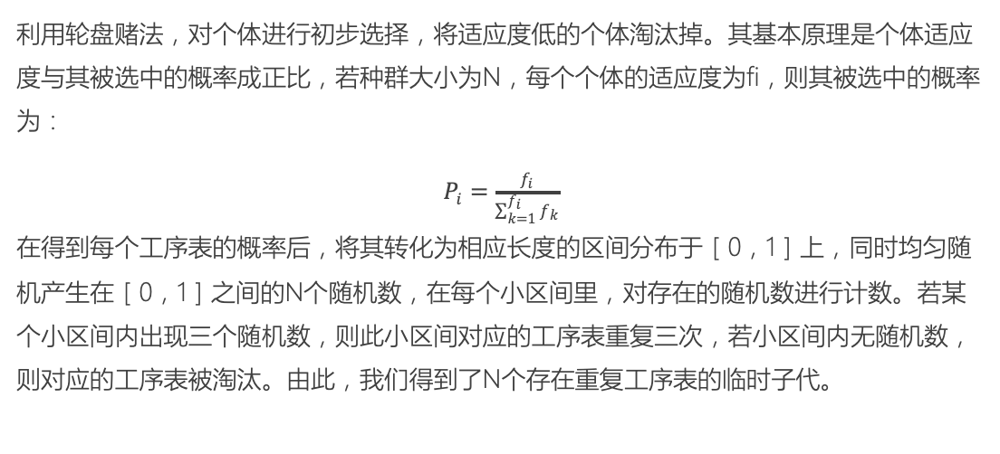 利用轮盘赌法，对个体进行初步选择，将适应度低的个体淘汰掉。其基本原理是个体适应
度与其被选中的概率成正比，若种群大小为N，每个个体的适应度为fi，则其被选中的概率
为：
P_i = \frac{f_i}{\sum_{k=1}^{f_i} f_k}
在得到每个工序表的概率后，将其转化为相应长度的区间分布于［0，1］上，同时均匀随
机产生在［0，1］之间的N个随机数，在每个小区间里，对存在的随机数进行计数。若某
个小区间内出现三个随机数，则此小区间对应的工序表重复三次，若小区间内无随机数，
则对应的工序表被淘汰。由此，我们得到了N个存在重复工序表的临时子代。